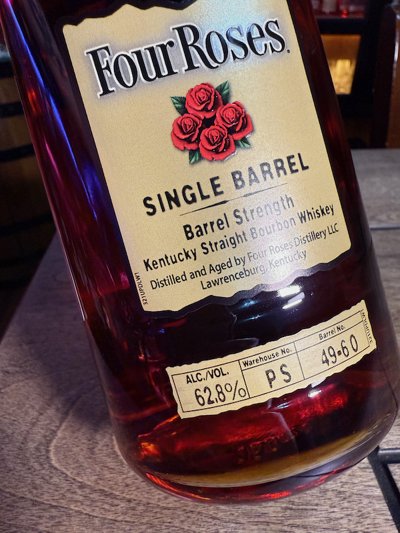 Four Roses.
SINGLE BARREL
Barrel Strength
Kentucky Straight Bourbon Whiskey
Distilled and Aged by Four Roses Distillery LLC
Lawrenceburg, Kentucky
ALC./VOL.
62.8%
Warehouse No.
PS
Barrel No.
49-60